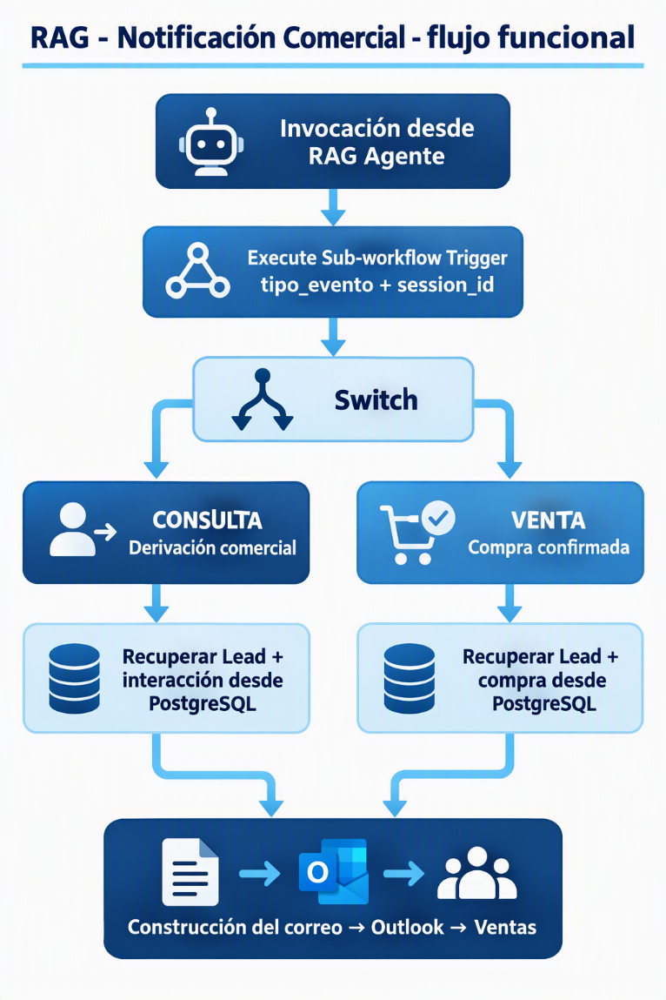 RAG - Notificación Comercial - flujo funcional
Invocación desde
RAG Agente
Execute Sub-workflow Trigger
tipo_evento + session_id
Switch
CONSULTA
Derivación comercial
VENTA
Compra confirmada
Recuperar Lead +
interacción desde
PostgreSQL
Recuperar Lead +
compra desde
PostgreSQL
O
Construcción del correo → Outlook → Ventas